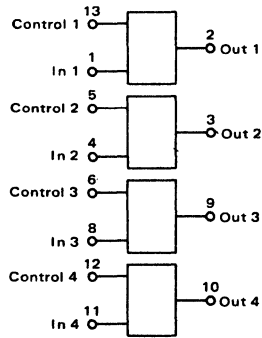 13
Control 1
2
Out 1
1
In 1
5
Control 2
3
Out 2
4
In 2
6
Control 3
9
Out 3
8
In 3
12
Control 4
10
Out 4
11
In 4